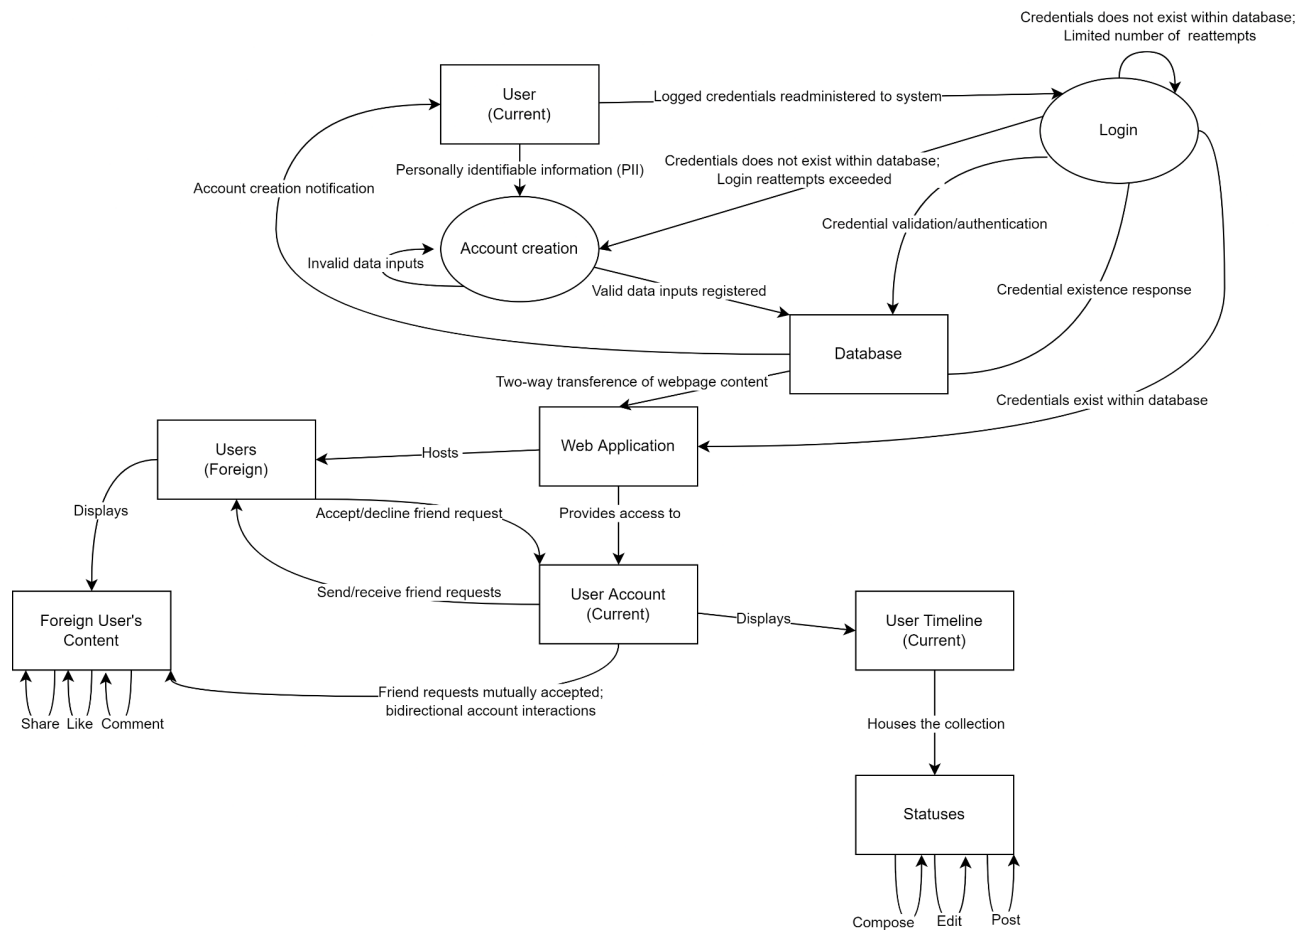 Credentials does not exist within database;
Limited number of reattempts
User
(Current)
Logged credentials readministered to system
Login
Personally identifiable information (PII)
Credentials does not exist within database;
Login reattempts exceeded
Account creation notification
Credential validation/authentication
Account creation
Invalid data inputs
Valid data inputs registered
Credential existence response
Database
Two-way transference of webpage content
Credentials exist within database
Users
(Foreign)
Hosts
Web Application
Displays
Accept/decline friend request
Provides access to
Send/receive friend requests
User Account
(Current)
Foreign User's
Content
Displays
User Timeline
(Current)
Friend requests mutually accepted;
bidirectional account interactions
Share
Like
Comment
Houses the collection
Statuses
Compose
Edit
Post